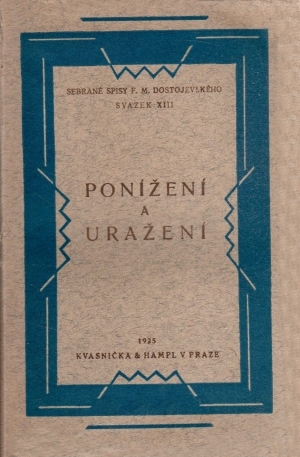 SEBRANÉ SPISY F. M. DOSTOJEVSKÉHO
SVAZEK XIII
PONÍŽENÍ
A
URAŽENÍ
1925
KVASNIČKA & HAMPL V PRAZE